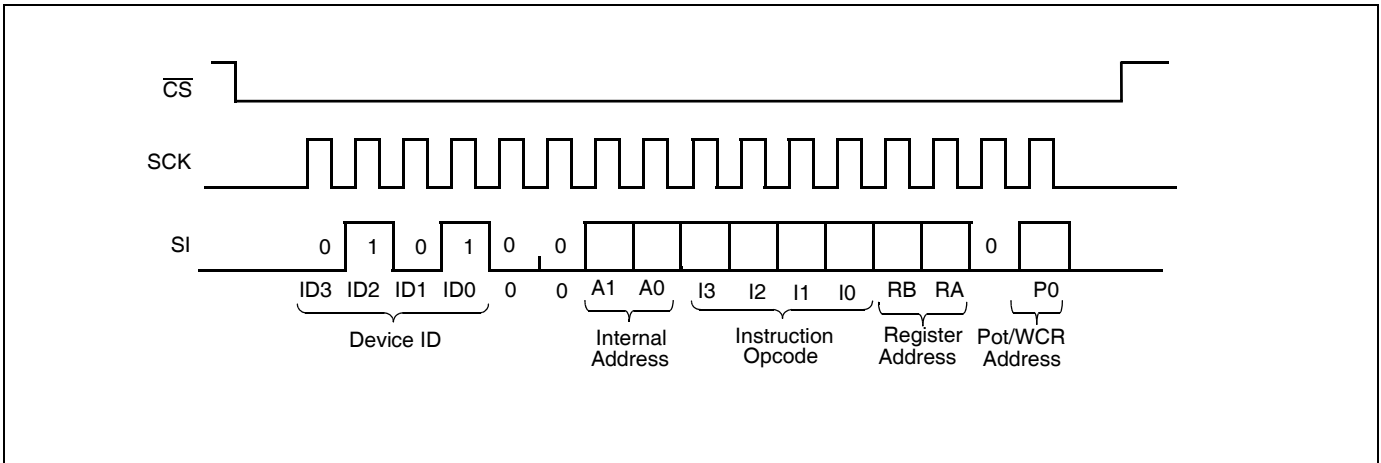 CS
SCK
SI
0 1 0 1 0 0 0
ID3 ID2 ID1 ID0 0 0 A1 A0 I3 I2 I1 I0 RB RA P0
Device ID
Internal
Address
Instruction
Opcode
Register
Address
Pot/WCR
Address